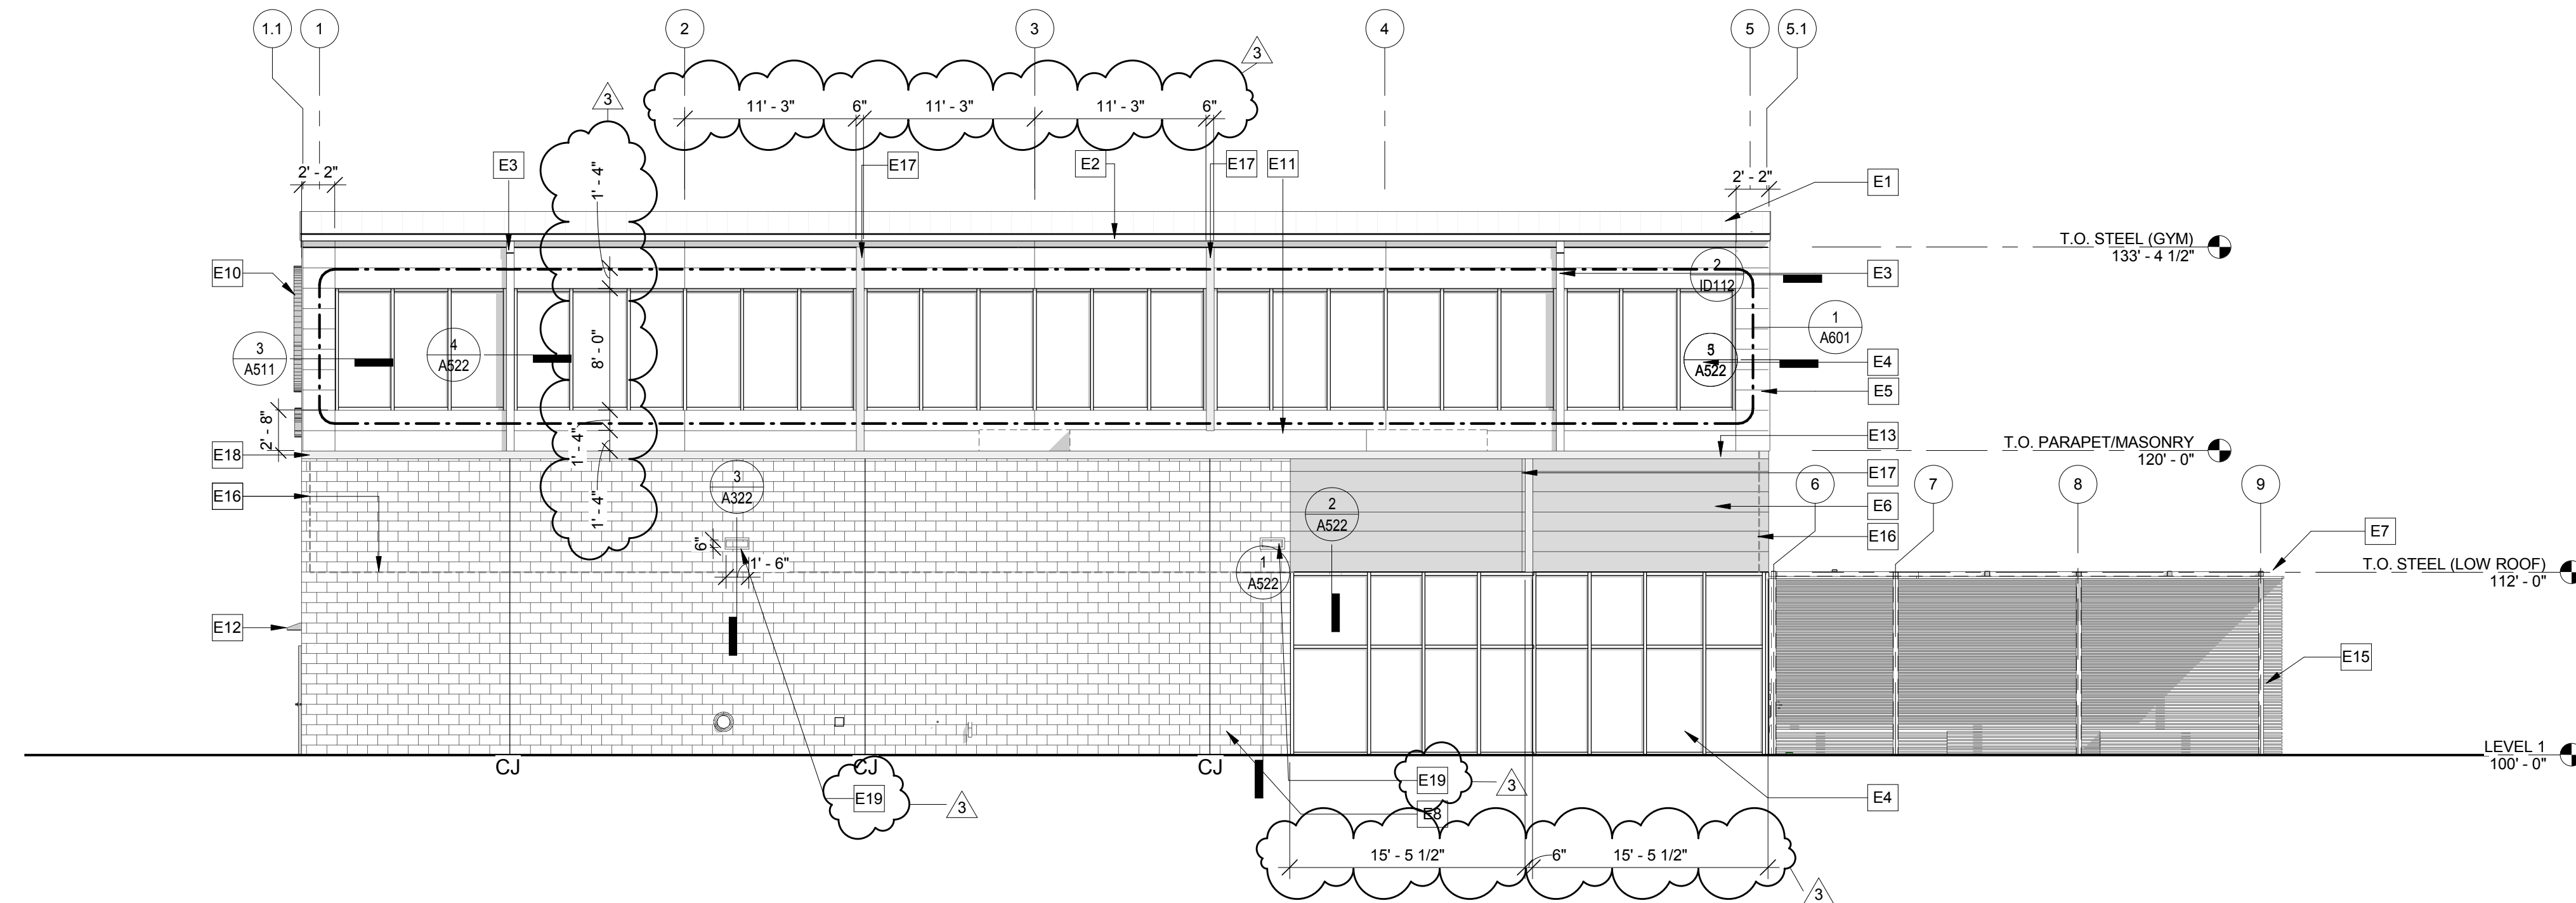 1.1
1
2
3
4
5
5.1
3
3
11' - 3"
6"
11' - 3"
11' - 3"
6"
1' - 4"
E3
E17
E2
E17
E11
2' - 2"
2' - 2"
E1
T.O. STEEL (GYM)
133' - 4 1/2"
E10
2
ID112
E3
1
A601
3
A511
4
A522
8' - 0"
A522
E4
E5
2' - 8"
1' - 4"
E13
T.O. PARAPET/MASONRY
120' - 0"
E18
E17
E16
3
A322
1' - 4"
2
A522
6
7
8
9
E6
E16
E7
6"
1' - 6"
1
A522
T.O. STEEL (LOW ROOF)
112' - 0"
E12
E15
LEVEL 1
100' - 0"
CJ
CJ
CJ
E19
3
E19
3
E4
E8
15' - 5 1/2"
6"
15' - 5 1/2"
3